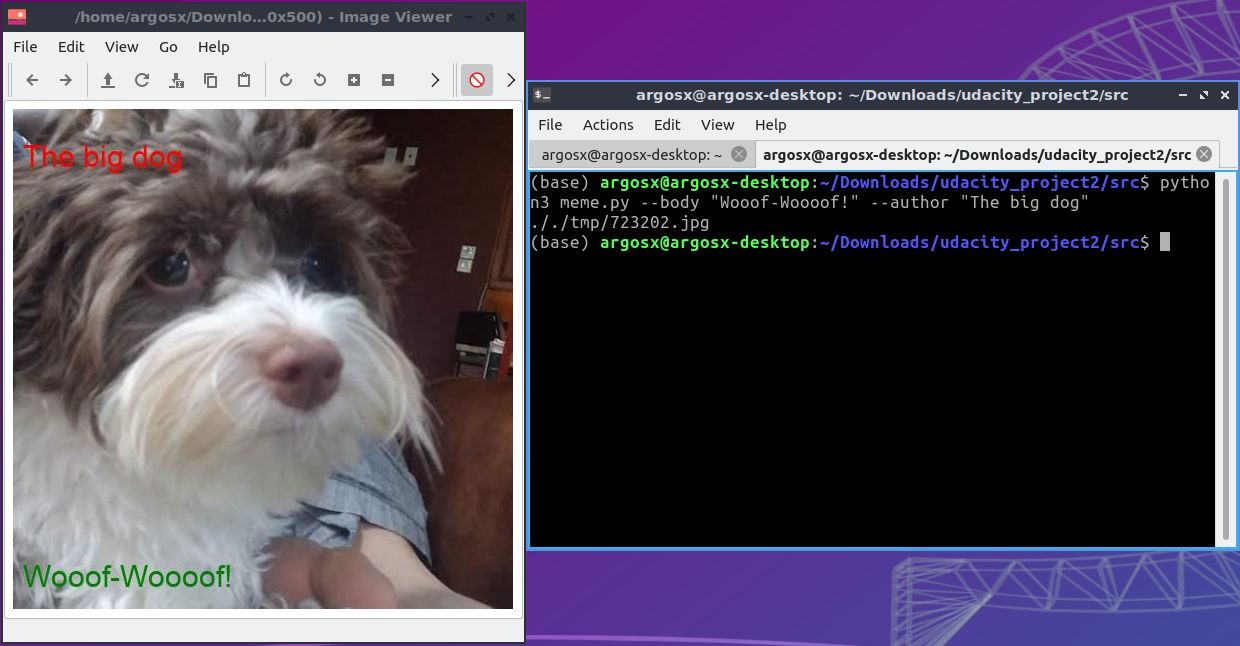 /home/argosx/Downlo...0x500) - Image Viewer
File Edit View Go Help
The big dog
Wooof-Woooof!
argosx@argosx-desktop: ~/Downloads/udacity_project2/src
File Actions Edit View Help
argosx@argosx-desktop: ~
argosx@argosx-desktop: ~/Downloads/udacity_project2/src
(base) argosx@argosx-desktop:~/Downloads/udacity_project2/src$ pytho
n3 meme.py --body "Wooof-Woooof!" --author "The big dog"
././tmp/723202.jpg
(base) argosx@argosx-desktop:~/Downloads/udacity_project2/src$